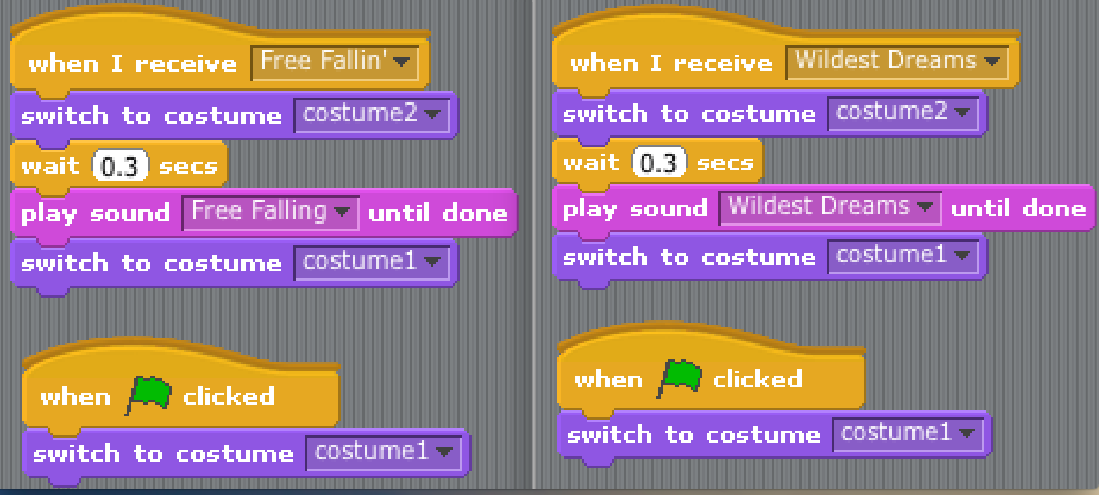 when I receive Free Fallin'
switch to costume costume2
wait 0.3 secs
play sound Free Falling until done
switch to costume costume1
when clicked
switch to costume costume1
when I receive Wildest Dreams
switch to costume costume2
wait 0.3 secs
play sound Wildest Dreams until done
switch to costume costume1
when clicked
switch to costume costume1